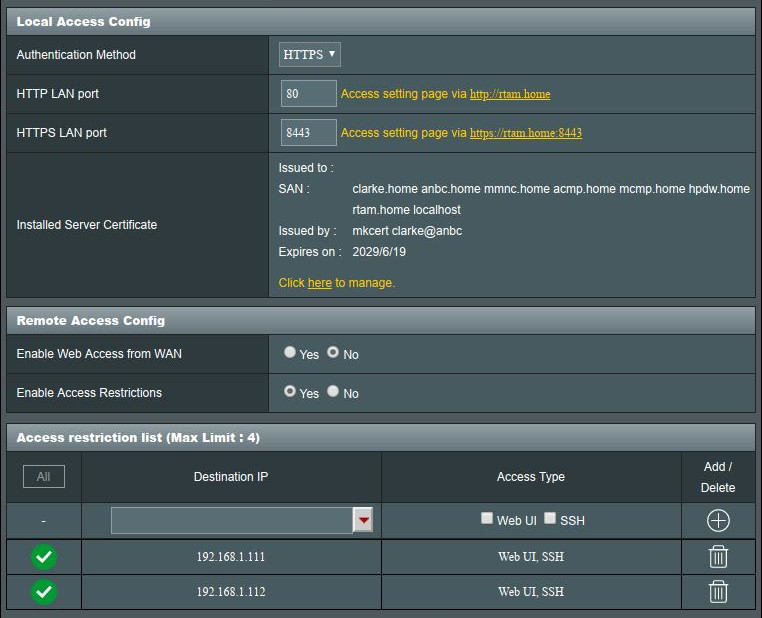 Local Access Config
Authentication Method
HTTPS
HTTP LAN port
80 Access setting page via http://rtam.home
HTTPS LAN port
8443 Access setting page via https://rtam.home:8443
Installed Server Certificate
Issued to :
SAN : clarke.home anbc.home mmnc.home acmp.home mcmp.home hpdw.home
rtam.home localhost
Issued by : mkcert clarke@anbc
Expires on : 2029/6/19
Click here to manage.
Remote Access Config
Enable Web Access from WAN
Yes No
Enable Access Restrictions
Yes No
Access restriction list (Max Limit : 4)
All
Destination IP
Access Type
Add /
Delete
-
Web UI SSH
192.168.1.111 Web UI, SSH
192.168.1.112 Web UI, SSH